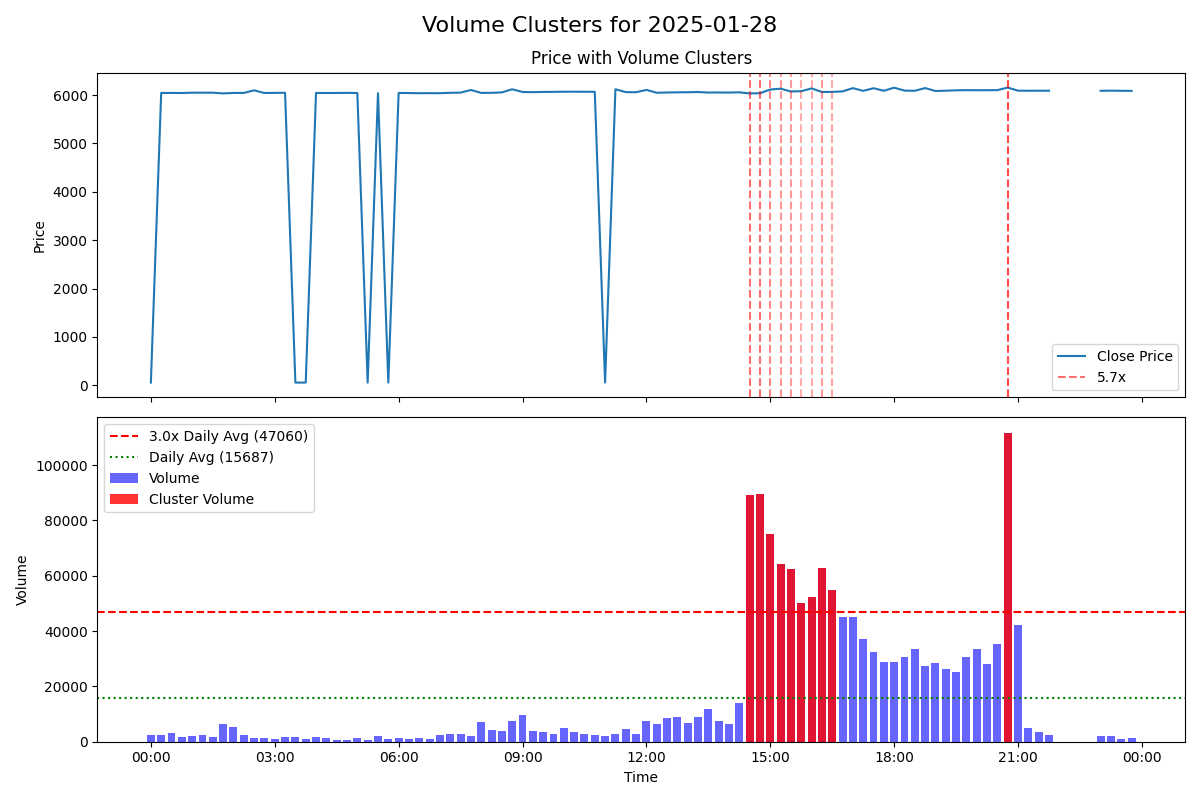 Volume Clusters for 2025-01-28
Price with Volume Clusters
6000
5000
4000
3000
2000
1000
0
Price
Close Price
5.7x
3.0x Daily Avg (47060)
Daily Avg (15687)
Volume
Cluster Volume
100000
80000
60000
40000
20000
0
Volume
00:00
03:00
06:00
09:00
12:00
15:00
18:00
21:00
00:00
Time